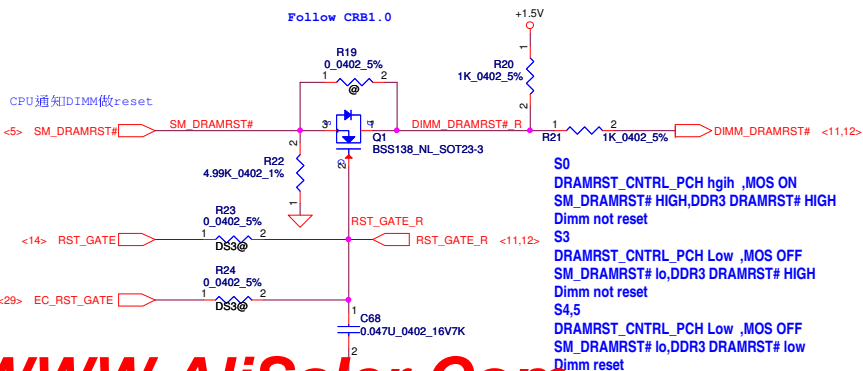 Follow CRB1.0
+1.5V
R19
0_0402_5%
1 2
@
R20
1K_0402_5%
1
2
CPU通知DIMM做reset
<5> SM_DRAMRST#
SM_DRAMRST#
3
1
2
Q1
BSS138_NL_SOT23-3
DIMM_DRAMRST#_R
R21
1 2
1K_0402_5%
DIMM_DRAMRST# <11,12>
R22
4.99K_0402_1%
2
1
R23
0_0402_5%
<14> RST_GATE
1 2
DS3@
RST_GATE_R
RST_GATE_R <11,12>
R24
0_0402_5%
<29> EC_RST_GATE
1 2
DS3@
C68
0.047U_0402_16V7K
1
2
S0
DRAMRST_CNTRL_PCH hgih ,MOS ON
SM_DRAMRST# HIGH,DDR3 DRAMRST# HIGH
Dimm not reset
S3
DRAMRST_CNTRL_PCH Low ,MOS OFF
SM_DRAMRST# lo,DDR3 DRAMRST# HIGH
Dimm not reset
S4,5
DRAMRST_CNTRL_PCH Low ,MOS OFF
SM_DRAMRST# lo,DDR3 DRAMRST# low
Dimm reset